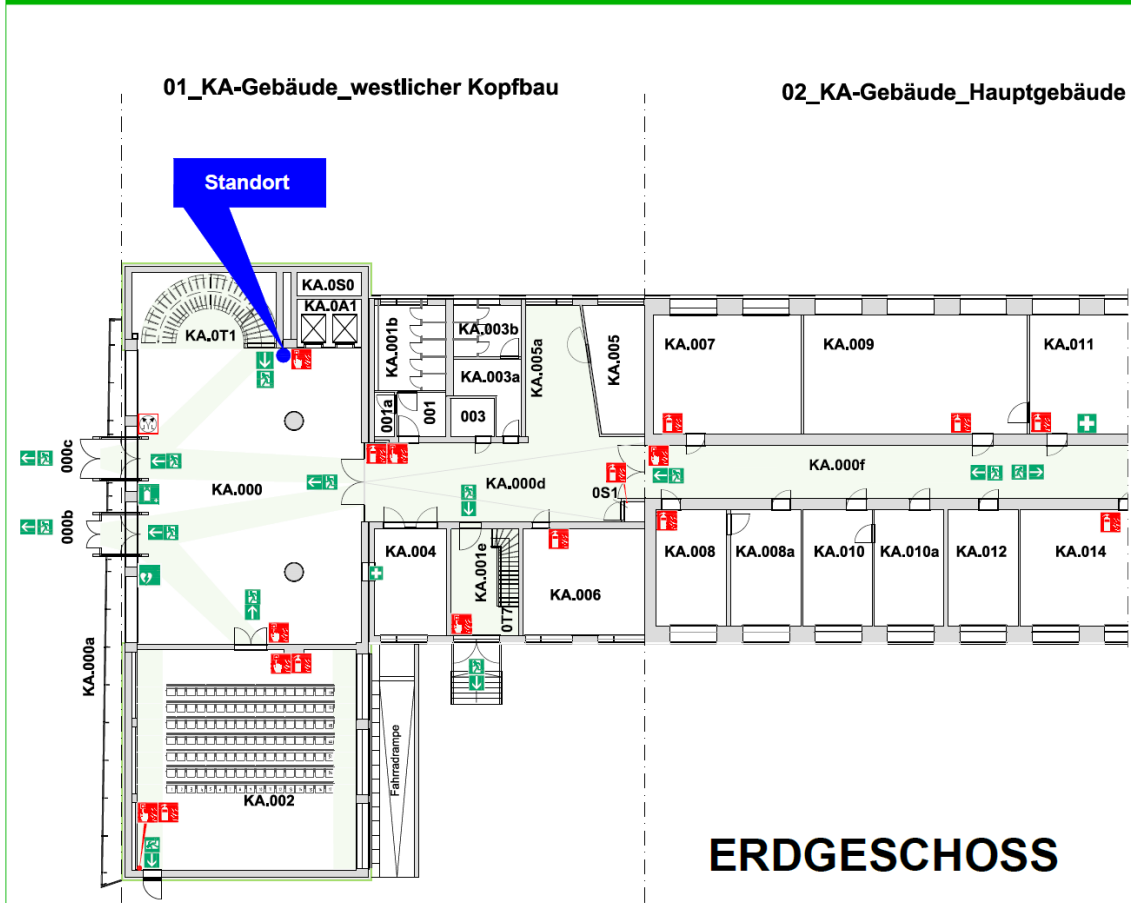 01_KA-Gebäude_westlicher Kopfbau
02_KA-Gebäude_Hauptgebäude
Standort
KA.0S0
KA.0A1
KA.0T1
KA.001b
KA.003b
KA.003a
KA.005a
KA.005
KA.007
KA.009
KA.011
001a
001
003
000c
KA.000
KA.000d
0S1
KA.000f
000b
KA.004
KA.001e
0T7
KA.006
KA.008
KA.008a
KA.010
KA.010a
KA.012
KA.014
KA.000a
Fahrradrampe
KA.002
ERDGESCHOSS